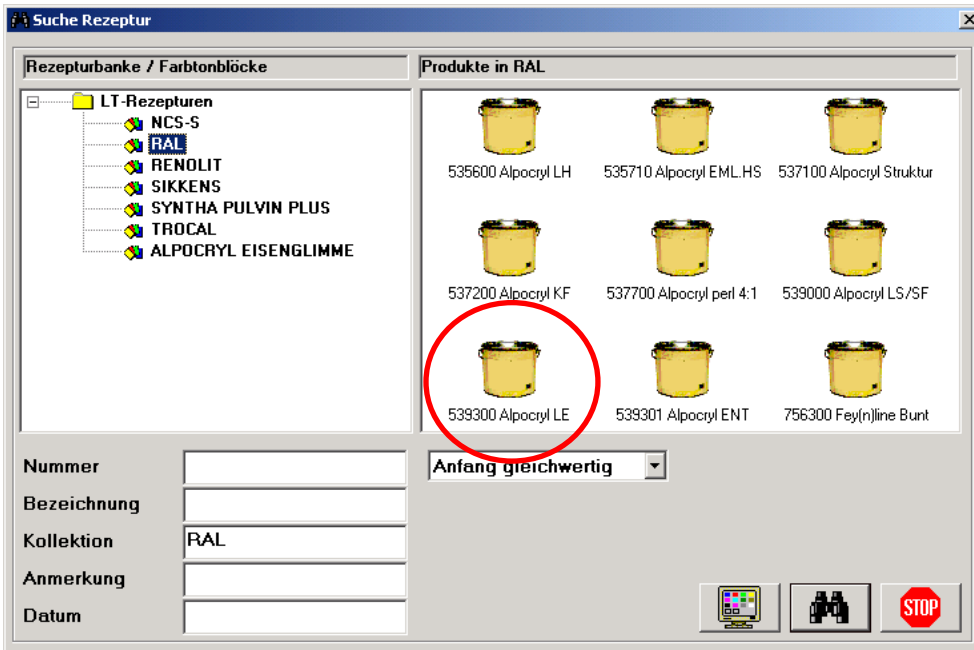 Suche Rezeptur
Rezepturbanke / Farbtonblöcke
Produkte in RAL
LT-Rezepturen
NCS-S
RAL
RENOLIT
SIKKENS
SYNTHA PULVIN PLUS
TROCAL
ALPOCRYL EISENGLIMME
535600 Alpocryl LH
535710 Alpocryl EML.HS
537100 Alpocryl Struktur
537200 Alpocryl KF
537700 Alpocryl perl 4:1
539000 Alpocryl LS/SF
539300 Alpocryl LE
539301 Alpocryl ENT
756300 Fey(n)line Bunt
Nummer
Anfang gleichwertig
Bezeichnung
Kollektion RAL
Anmerkung
Datum
STOP